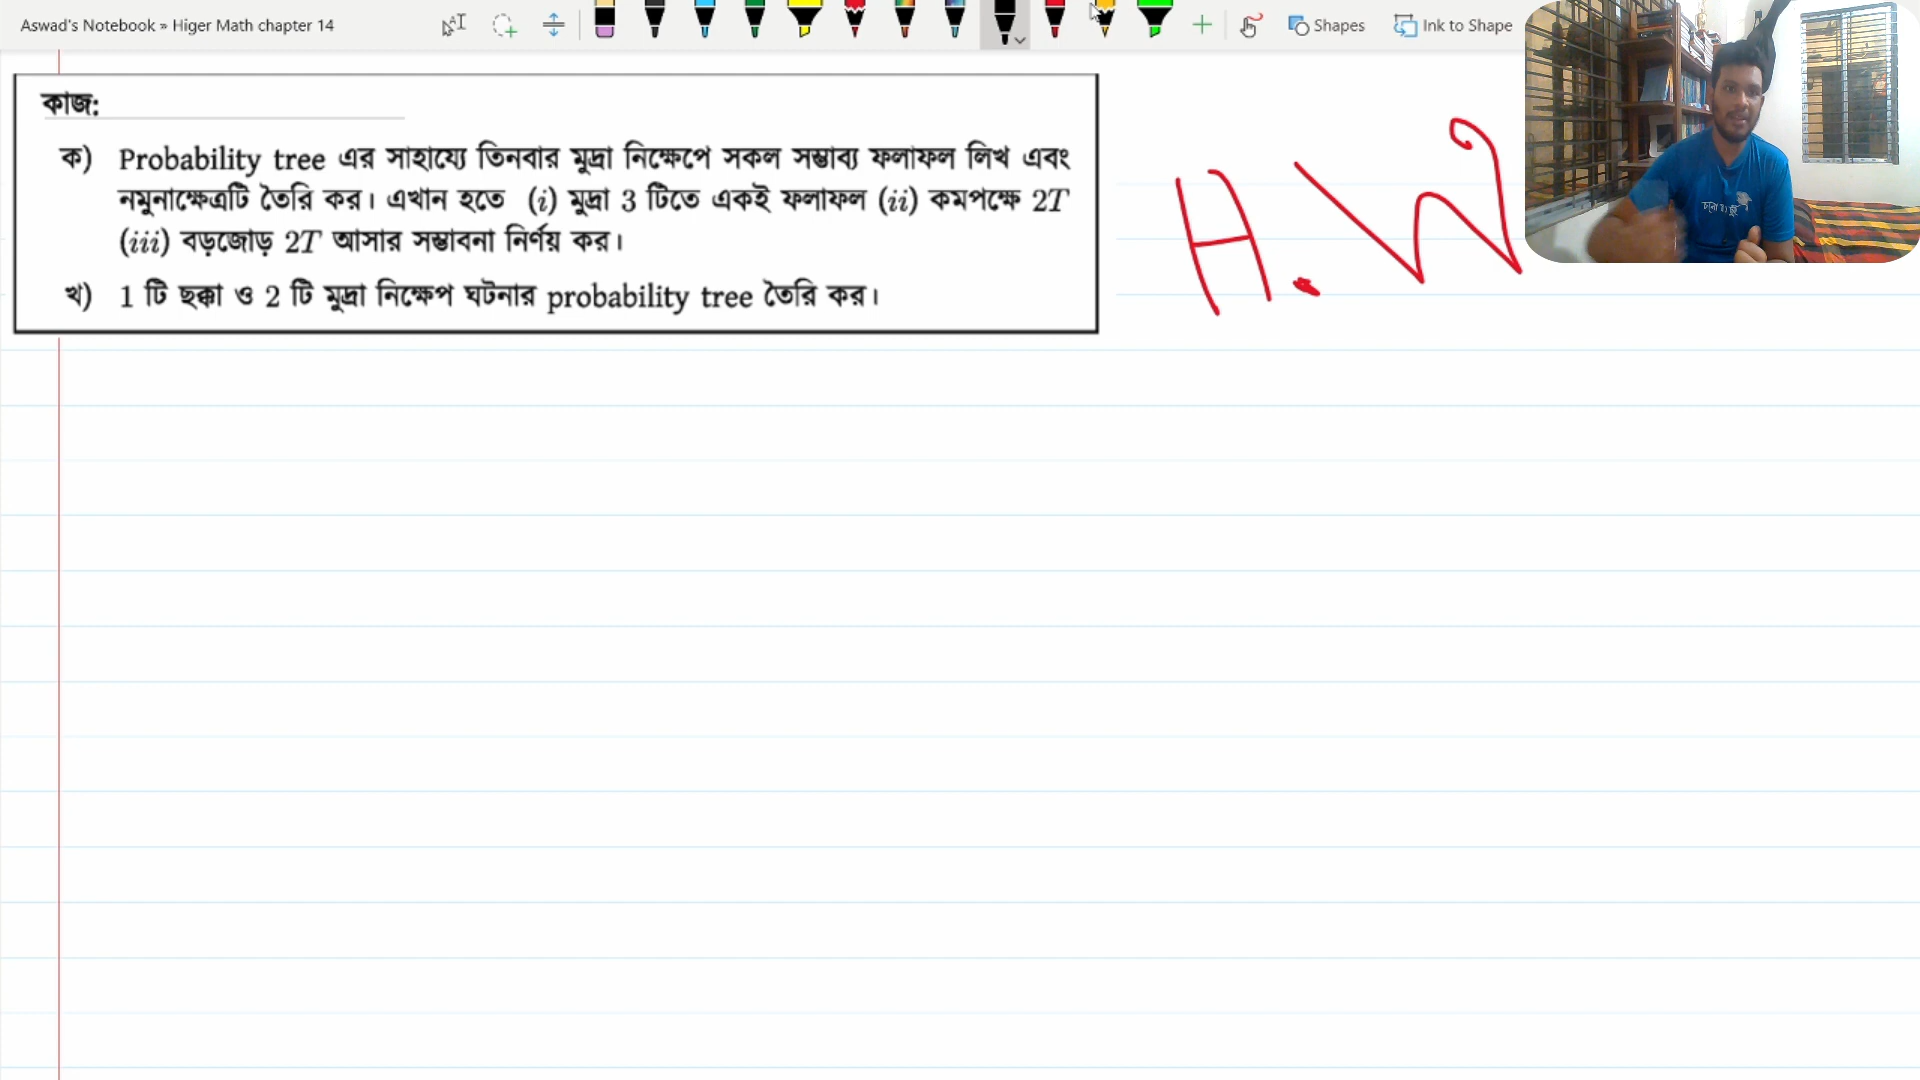 Aswad's Notebook » Higer Math chapter 14
Shapes
Ink to Shape
কাজ:
ক) Probability tree এর সাহায্যে তিনবার মুদ্রা নিক্ষেপে সকল সম্ভাব্য ফলাফল লিখ এবং
নমুনাক্ষেত্রটি তৈরি কর। এখান হতে (i) মুদ্রা 3 টিতে একই ফলাফল (ii) কমপক্ষে 2T
(iii) বড়জোড় 2T আসার সম্ভাবনা নির্ণয় কর।
খ) 1 টি ছক্কা ও 2 টি মুদ্রা নিক্ষেপ ঘটনার probability tree তৈরি কর।
H.W